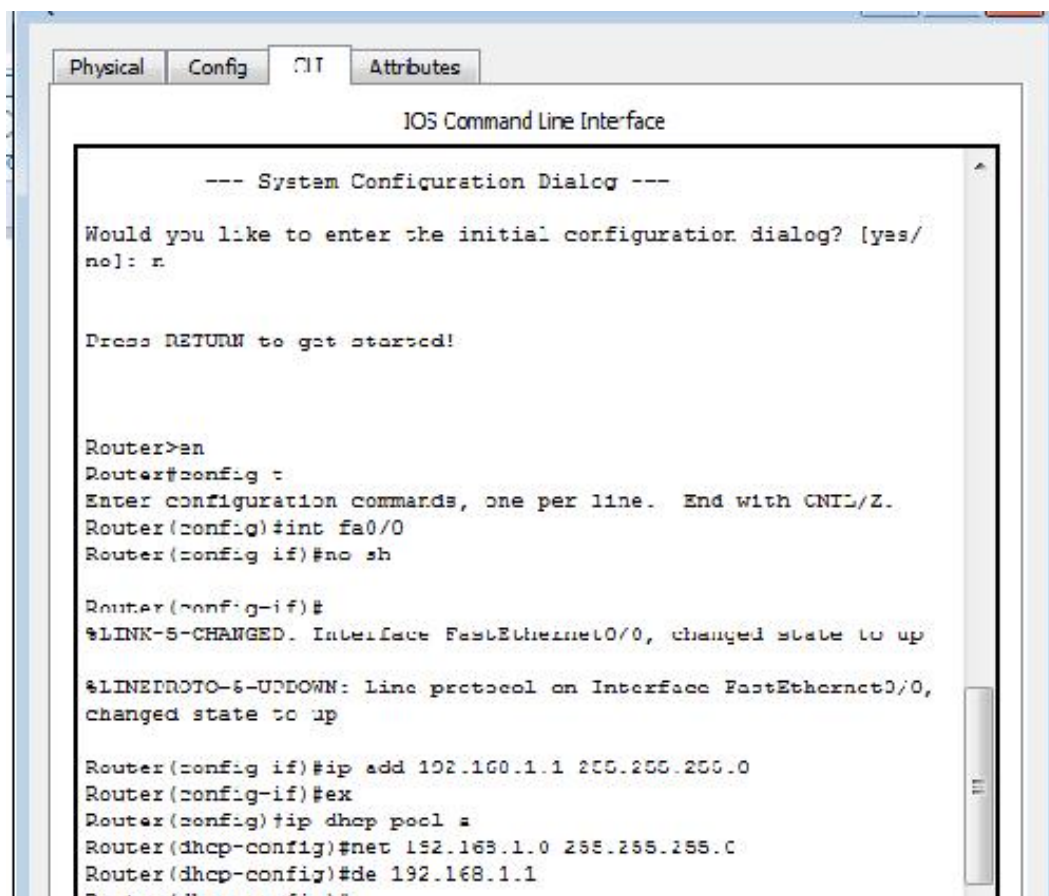 Physical Config CLI Attributes
IOS Command Line Interface
--- System Configuration Dialog ---
Would you like to enter the initial configuration dialog? [yes/
no]: n
Press RETURN to get started!
Router>en
Router#config t
Enter configuration commands, one per line. End with CNTL/Z.
Router(config)#int fa0/0
Router(config-if)#no sh
Router(config-if)#
%LINK-5-CHANGED: Interface FastEthernet0/0, changed state to up
%LINEPROTO-5-UPDOWN: Line protocol on Interface FastEthernet0/0,
changed state to up
Router(config-if)#ip add 192.168.1.1 255.255.255.0
Router(config-if)#ex
Router(config)#ip dhcp pool a
Router(dhcp-config)#net 192.168.1.0 255.255.255.0
Router(dhcp-config)#de 192.168.1.1